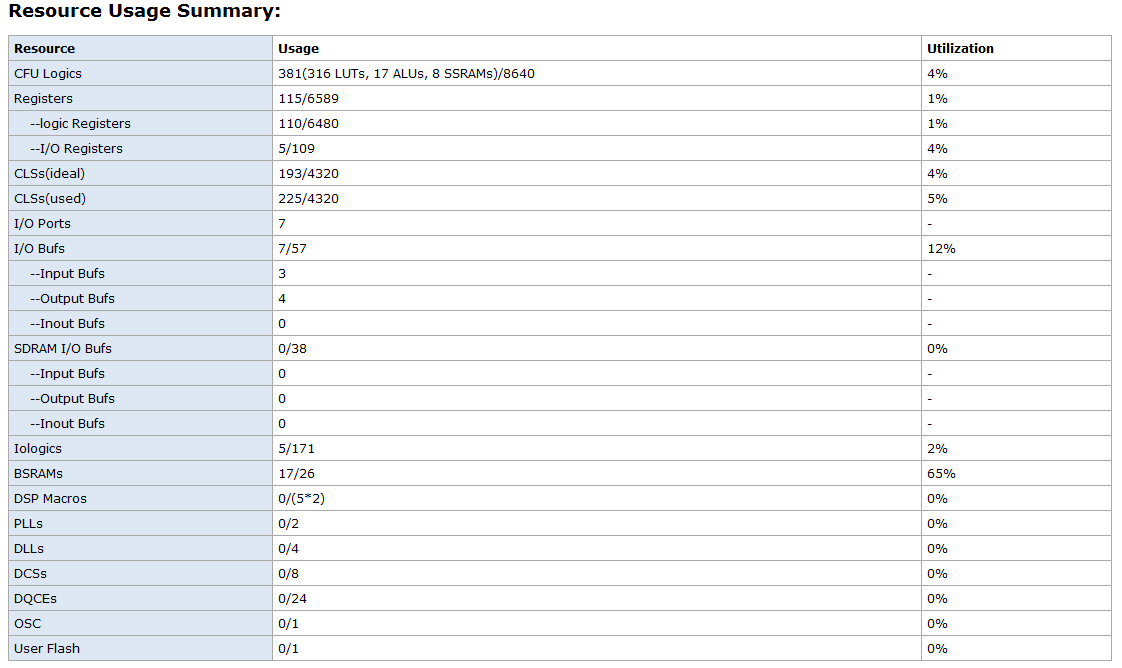 Resource Usage Summary:
Resource Usage Utilization
CFU Logics 381(316 LUTs, 17 ALUs, 8 SSRAMs)/8640 4%
Registers 115/6589 1%
--logic Registers 110/6480 1%
--I/O Registers 5/109 4%
CLSs(ideal) 193/4320 4%
CLSs(used) 225/4320 5%
I/O Ports 7 -
I/O Bufs 7/57 12%
--Input Bufs 3 -
--Output Bufs 4 -
--Inout Bufs 0 -
SDRAM I/O Bufs 0/38 0%
--Input Bufs 0 -
--Output Bufs 0 -
--Inout Bufs 0 -
Iologics 5/171 2%
BSRAMs 17/26 65%
DSP Macros 0/(5*2) 0%
PLLs 0/2 0%
DLLs 0/4 0%
DCSs 0/8 0%
DQCEs 0/24 0%
OSC 0/1 0%
User Flash 0/1 0%